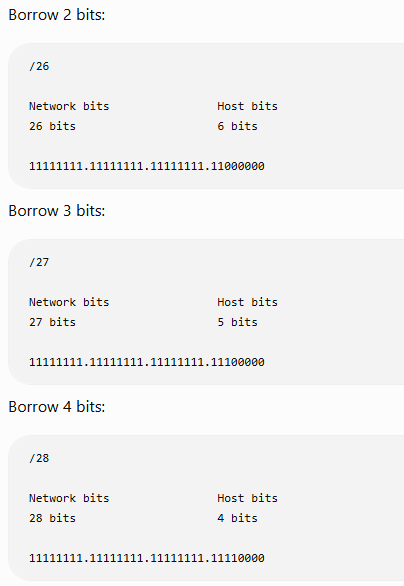 Borrow 2 bits:
/26
Network bits Host bits
26 bits 6 bits
11111111.11111111.11111111.11000000
Borrow 3 bits:
/27
Network bits Host bits
27 bits 5 bits
11111111.11111111.11111111.11100000
Borrow 4 bits:
/28
Network bits Host bits
28 bits 4 bits
11111111.11111111.11111111.11110000